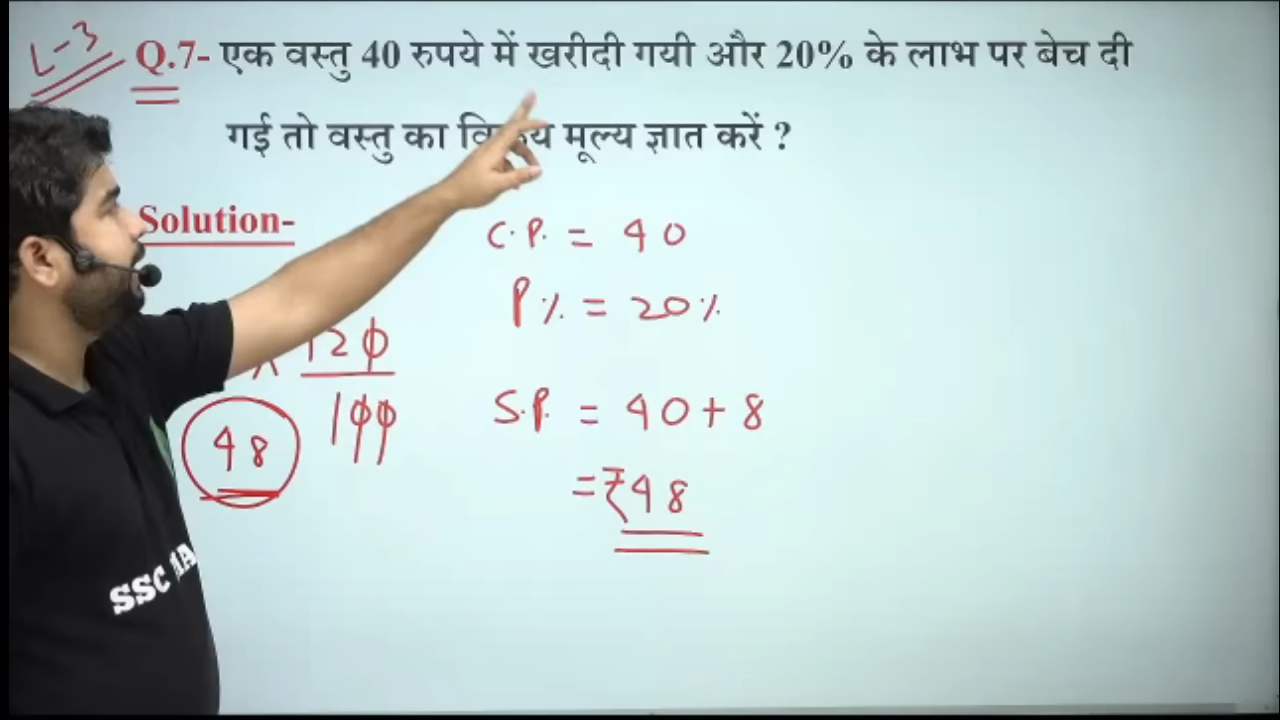 L-3
Q.7- एक वस्तु 40 रुपये में खरीदी गयी और 20% के लाभ पर बेच दी
गई तो वस्तु का मूल्य ज्ञात करें ?
Solution-
C.P. = 40
P% = 20%
120
100
48
S.P. = 40 + 8
= ₹48
SSC